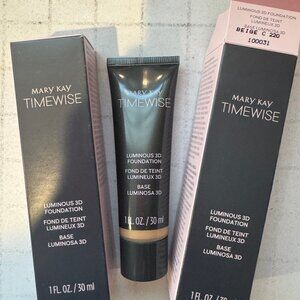 MARY KAY
TIMEWISE
LUMINOUS 3D
FOUNDATION
FOND DE TEINT
LUMINEUX 3D
BASE
LUMINOSA 3D
1 FL. OZ. / 30 ml
MARY KAY
TIMEWISE
LUMINOUS 3D
FOUNDATION
FOND DE TEINT
LUMINEUX 3D
BASE
LUMINOSA 3D
1 FL. OZ. / 30 ml
LUMINOUS 3D FOUNDATION
FOND DE TEINT
LUMINEUX 3D
BASE LUMINOSA 3D
BEIGE C 220
100031
MARY KAY
TIMEWISE
LUMINOUS 3D
FOUNDATION
FOND DE TEINT
LUMINEUX 3D
BASE
LUMINOSA 3D
1 FL. OZ. / 30 ml